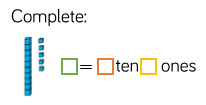 Complete:
= ten ones